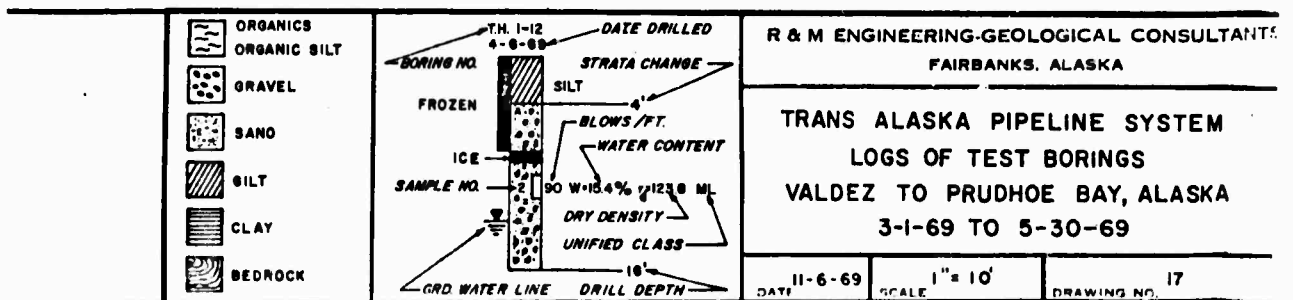 ORGANICS
ORGANIC SILT
GRAVEL
SAND
SILT
CLAY
BEDROCK
T.H. 1-12
DATE DRILLED
4-6-69
BORING NO.
STRATA CHANGE
SILT
FROZEN
4'
BLOWS/FT.
WATER CONTENT
ICE
SAMPLE NO.
2
90 W=15.4% γ=123.8 ML
DRY DENSITY
UNIFIED CLASS
16'
GRD. WATER LINE
DRILL DEPTH
R & M ENGINEERING-GEOLOGICAL CONSULTANTS
FAIRBANKS, ALASKA
TRANS ALASKA PIPELINE SYSTEM
LOGS OF TEST BORINGS
VALDEZ TO PRUDHOE BAY, ALASKA
3-1-69 TO 5-30-69
DATE 11-6-69
SCALE 1"= 10'
DRAWING NO. 17